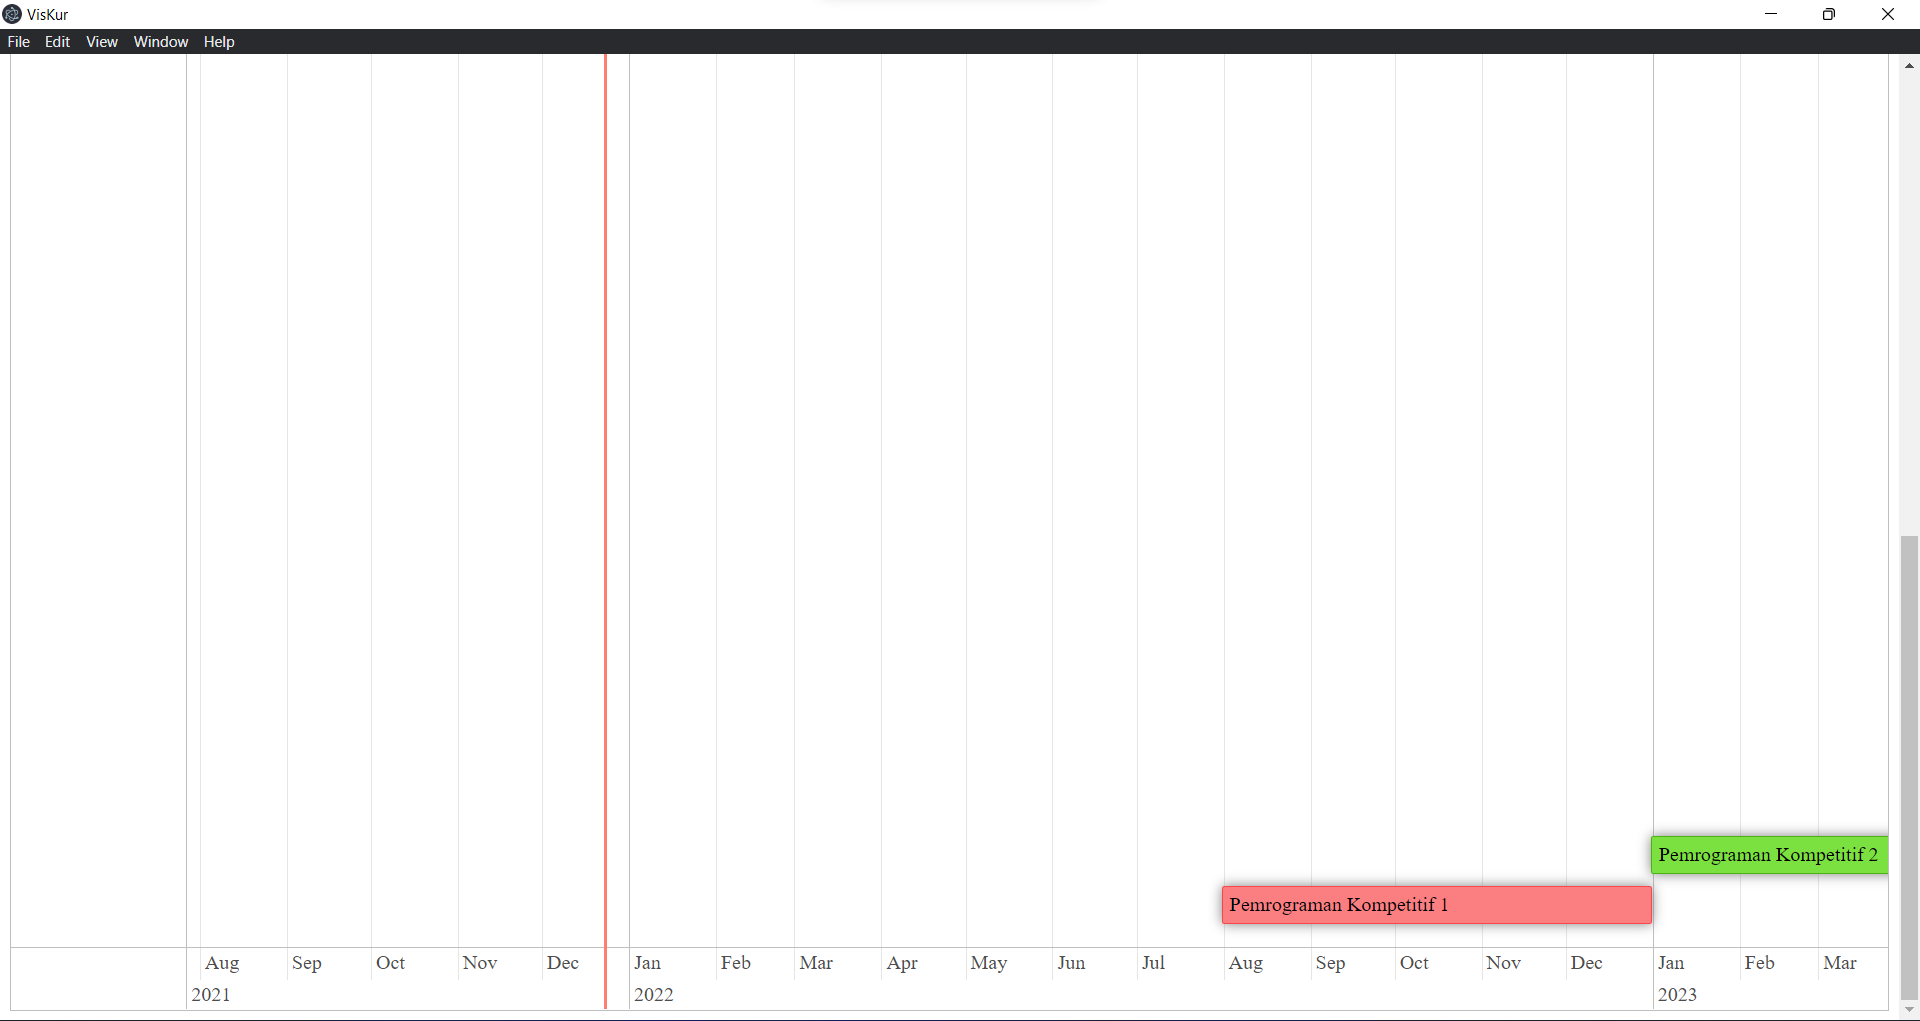 VisKur
File Edit View Window Help
Pemrograman Kompetitif 2
Pemrograman Kompetitif 1
Aug Sep Oct Nov Dec Jan Feb Mar Apr May Jun Jul Aug Sep Oct Nov Dec Jan Feb Mar
2021 2022 2023